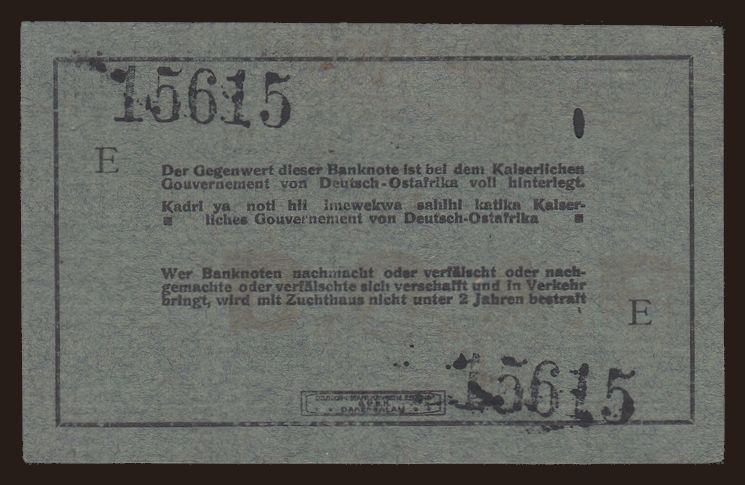 15615
E
Der Gegenwert dieser Banknote ist bei dem Kaiserlichen
Gouvernement von Deutsch-Ostafrika voll hinterlegt.
Kadri ya noti hii imewekwa sahihi katika Kaiser-
liches Gouvernement von Deutsch-Ostafrika
Wer Banknoten nachmacht oder verfälscht oder nach-
gemachte oder verfälschte sich verschafft und in Verkehr
bringt, wird mit Zuchthaus nicht unter 2 Jahren bestraft
E
15615
G.M.B.H.
DARESSALAM